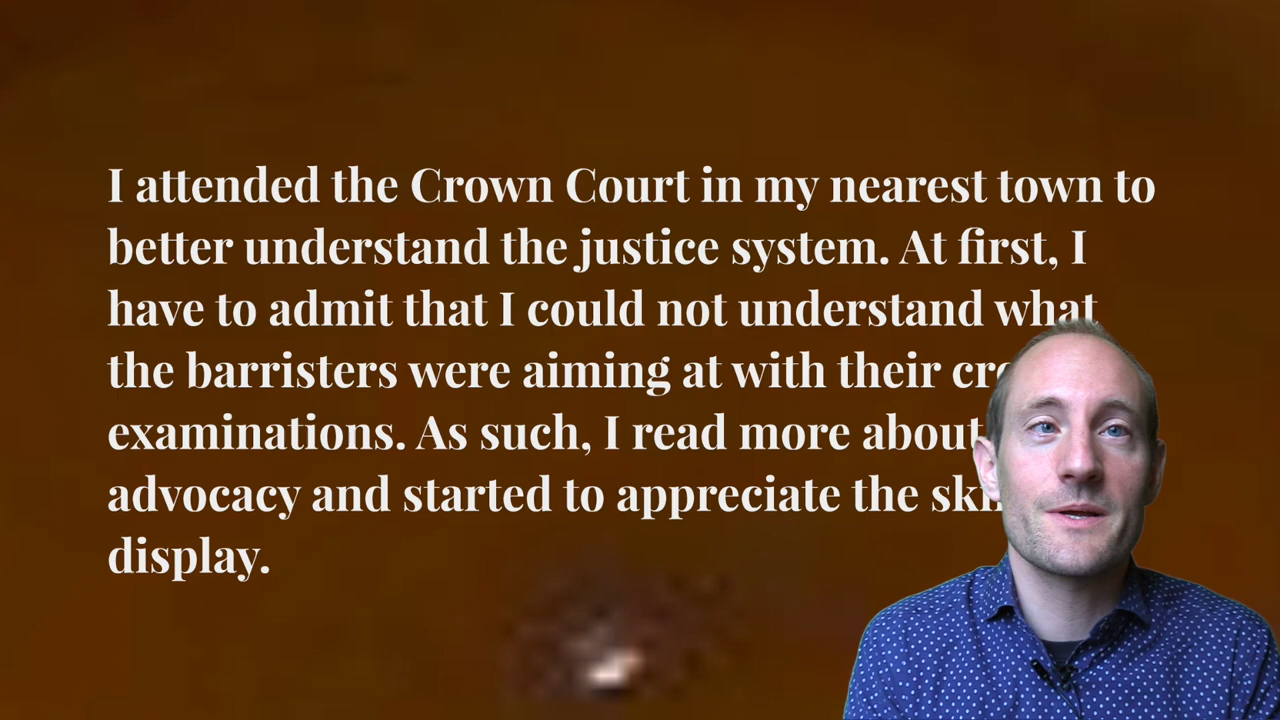 I attended the Crown Court in my nearest town to
better understand the justice system. At first, I
have to admit that I could not understand what
the barristers were aiming at with their
examinations. As such, I read more about
advocacy and started to appreciate the
display.